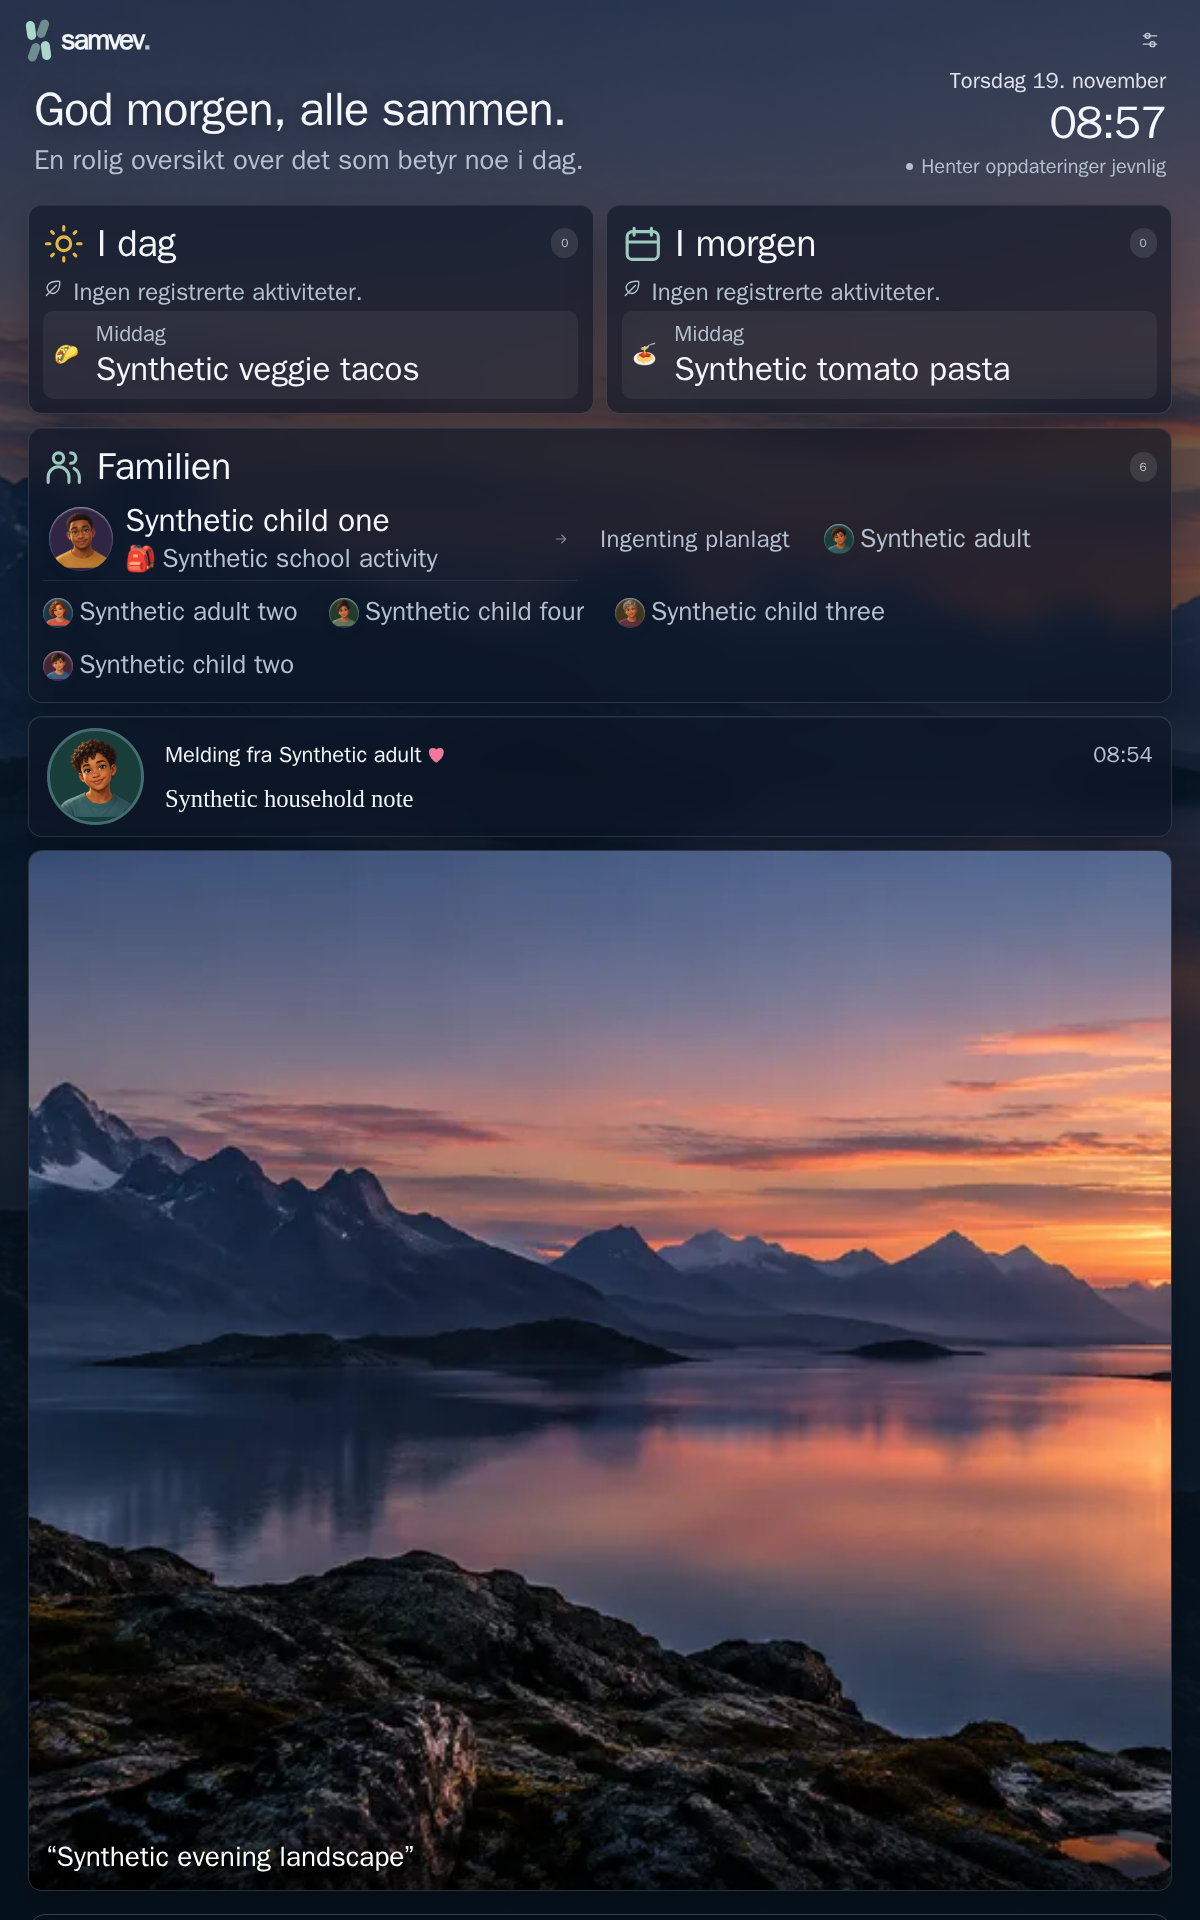 samvev.
Torsdag 19. november
God morgen, alle sammen.
08:57
En rolig oversikt over det som betyr noe i dag.
• Henter oppdateringer jevnlig
I dag
0
Ingen registrerte aktiviteter.
Middag
Synthetic veggie tacos
I morgen
0
Ingen registrerte aktiviteter.
Middag
Synthetic tomato pasta
Familien
6
Synthetic child one
Synthetic school activity
→
Ingenting planlagt
Synthetic adult
Synthetic adult two
Synthetic child four
Synthetic child three
Synthetic child two
Melding fra Synthetic adult
08:54
Synthetic household note
“Synthetic evening landscape”